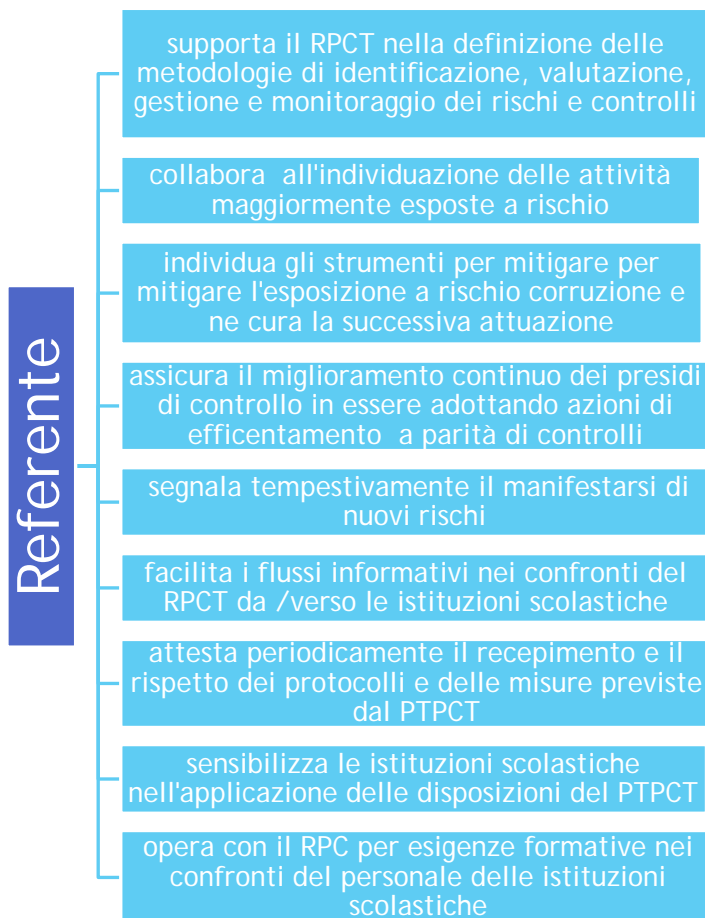 Referente
supporta il RPCT nella definizione delle
metodologie di identificazione, valutazione,
gestione e monitoraggio dei rischi e controlli
collabora  all'individuazione delle attività
maggiormente esposte a rischio
individua gli strumenti per mitigare per
mitigare l'esposizione a rischio corruzione e
ne cura la successiva attuazione
assicura il miglioramento continuo dei presidi
di controllo in essere adottando azioni di
efficentamento  a parità di controlli
segnala tempestivamente il manifestarsi di
nuovi rischi
facilita i flussi informativi nei confronti del
RPCT da /verso le istituzioni scolastiche
attesta periodicamente il recepimento e il
rispetto dei protocolli e delle misure previste
dal PTPCT
sensibilizza le istituzioni scolastiche
nell'applicazione delle disposizioni del PTPCT
opera con il RPC per esigenze formative nei
confronti del personale delle istituzioni
scolastiche